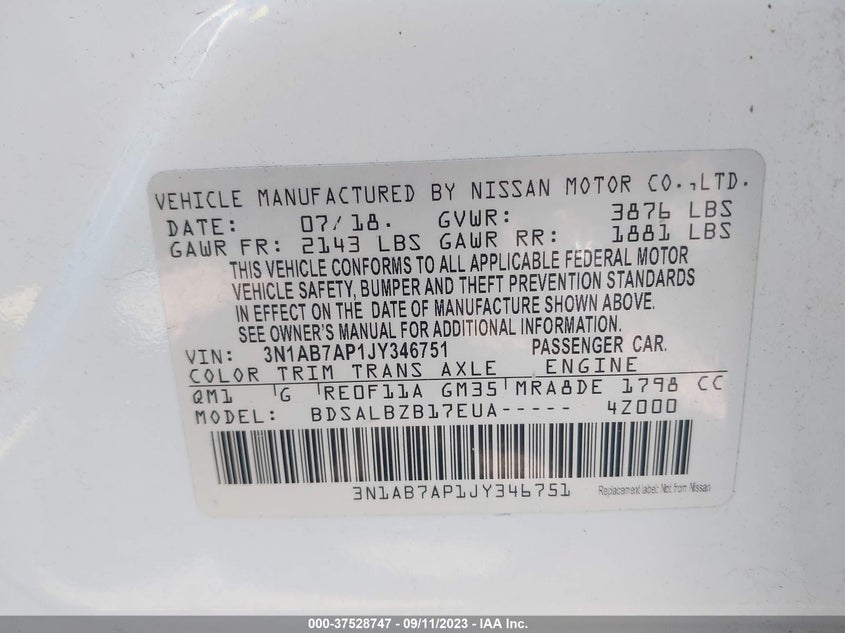 VEHICLE MANUFACTURED BY NISSAN MOTOR CO.,LTD.
DATE: 07/18. GVWR: 3876 LBS
GAWR FR: 2143 LBS GAWR RR: 1881 LBS
THIS VEHICLE CONFORMS TO ALL APPLICABLE FEDERAL MOTOR
VEHICLE SAFETY, BUMPER AND THEFT PREVENTION STANDARDS
IN EFFECT ON THE DATE OF MANUFACTURE SHOWN ABOVE.
SEE OWNER'S MANUAL FOR ADDITIONAL INFORMATION.
VIN: 3N1AB7AP1JY346751 PASSENGER CAR.
COLOR TRIM TRANS AXLE ENGINE
QM1 G RE0F11A GM35 MRA8DE 1798 CC
MODEL: BDSALBZB17EUA----- 4Z000
3N1AB7AP1JY346751 Replacement label: Not from Nissan
000-37528747 - 09/11/2023 - IAA Inc.